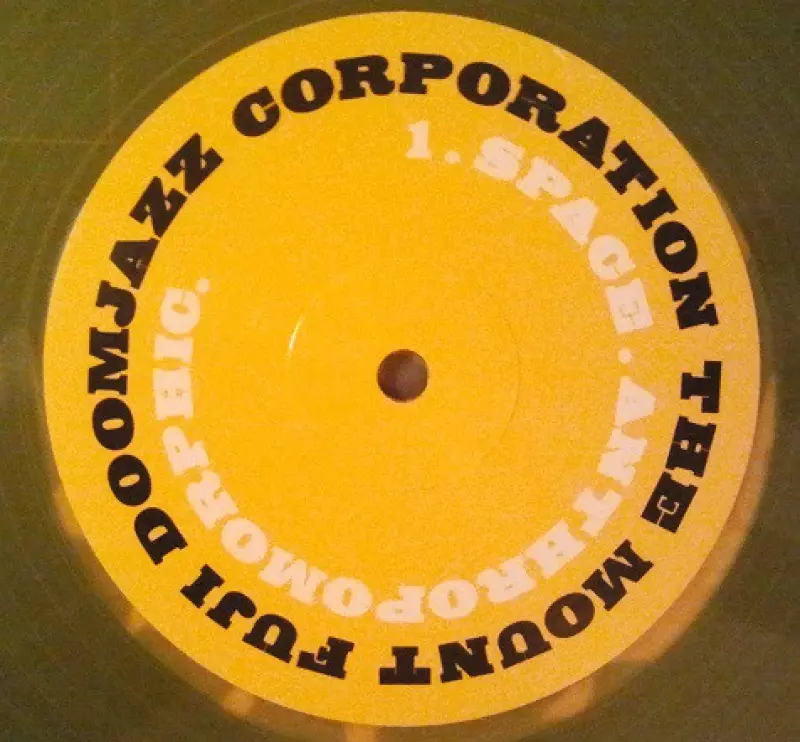 THE MOUNT FUJI DOOMJAZZ CORPORATION
1. SPACE. ANTHROPOMORPHIC.